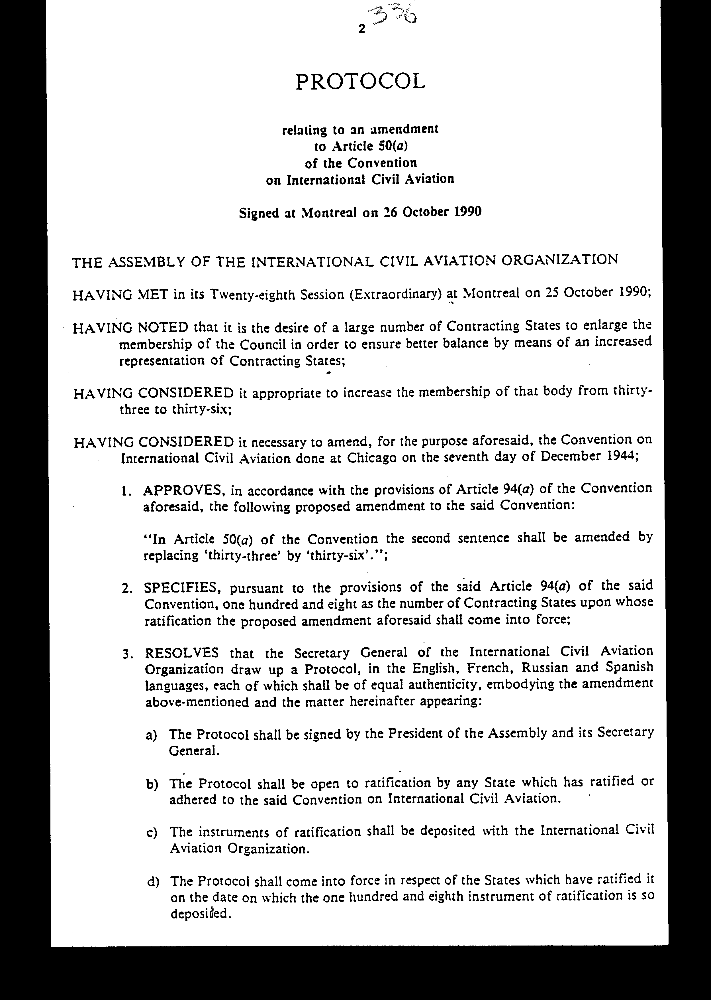 336
2
PROTOCOL
relating to an amendment
to Article 50(a)
of the Convention
on International Civil Aviation
Signed at Montreal on 26 October 1990
THE ASSEMBLY OF THE INTERNATIONAL CIVIL AVIATION ORGANIZATION
HAVING MET in its Twenty-eighth Session (Extraordinary) at Montreal on 25 October 1990;
HAVING NOTED that it is the desire of a large number of Contracting States to enlarge the
membership of the Council in order to ensure better balance by means of an increased
representation of Contracting States;
HAVING CONSIDERED it appropriate to increase the membership of that body from thirty-
three to thirty-six;
HAVING CONSIDERED it necessary to amend, for the purpose aforesaid, the Convention on
International Civil Aviation done at Chicago on the seventh day of December 1944;
1. APPROVES, in accordance with the provisions of Article 94(a) of the Convention
aforesaid, the following proposed amendment to the said Convention:
“In Article 50(a) of the Convention the second sentence shall be amended by
replacing ‘thirty-three’ by ‘thirty-six’.”;
2. SPECIFIES, pursuant to the provisions of the said Article 94(a) of the said
Convention, one hundred and eight as the number of Contracting States upon whose
ratification the proposed amendment aforesaid shall come into force;
3. RESOLVES that the Secretary General of the International Civil Aviation
Organization draw up a Protocol, in the English, French, Russian and Spanish
languages, each of which shall be of equal authenticity, embodying the amendment
above-mentioned and the matter hereinafter appearing:
a) The Protocol shall be signed by the President of the Assembly and its Secretary
General.
b) The Protocol shall be open to ratification by any State which has ratified or
adhered to the said Convention on International Civil Aviation.
c) The instruments of ratification shall be deposited with the International Civil
Aviation Organization.
d) The Protocol shall come into force in respect of the States which have ratified it
on the date on which the one hundred and eighth instrument of ratification is so
deposited.